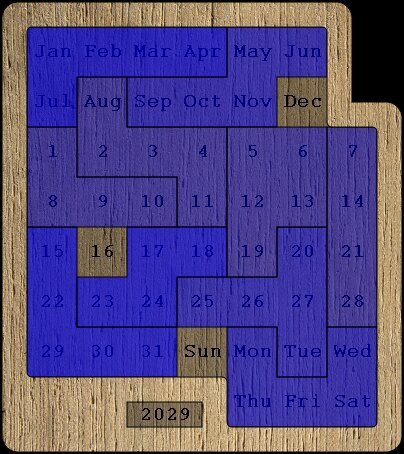 Jan Feb Mar Apr May Jun
Jul Aug Sep Oct Nov Dec
1 2 3 4 5 6 7
8 9 10 11 12 13 14
15 16 17 18 19 20 21
22 23 24 25 26 27 28
29 30 31 Sun Mon Tue Wed
Thu Fri Sat
2029